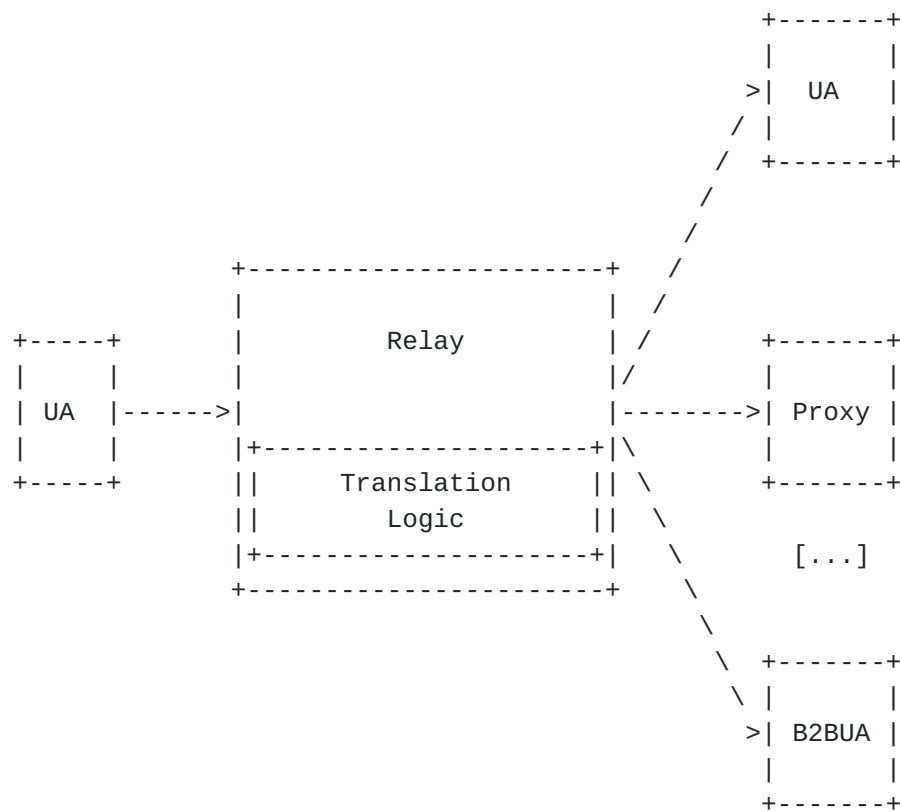 UA
Relay
UA Proxy
Translation
Logic
[...]
B2BUA